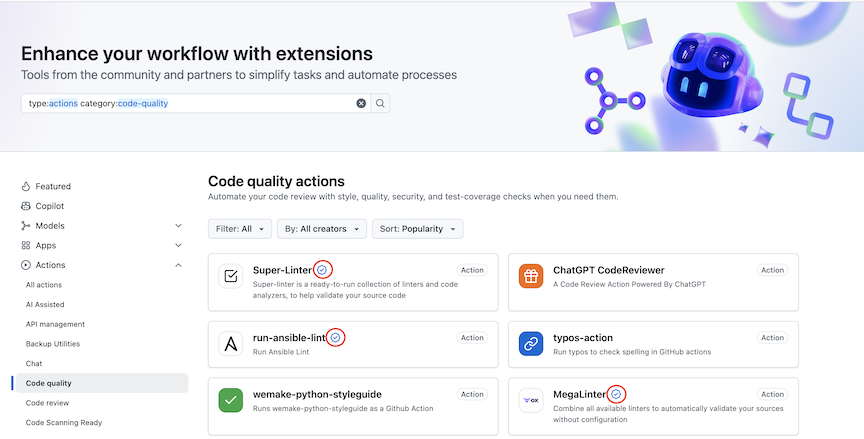 Enhance your workflow with extensions
Tools from the community and partners to simplify tasks and automate processes
type:actions category:code-quality
Featured
Copilot
Models
Apps
Actions
All actions
AI Assisted
API management
Backup Utilities
Chat
Code quality
Code review
Code Scanning Ready
Code quality actions
Automate your code review with style, quality, security, and test-coverage checks when you need them.
Filter: All
By: All creators
Sort: Popularity
Super-Linter
Action
Super-linter is a ready-to-run collection of linters and code
analyzers, to help validate your source code
ChatGPT CodeReviewer
Action
A Code Review Action Powered By ChatGPT
run-ansible-lint
Action
Run Ansible Lint
typos-action
Action
Run typos to check spelling in GitHub actions
wemake-python-styleguide
Action
Runs wemake-python-styleguide as a Github Action
OX
MegaLinter
Action
Combine all available linters to automatically validate your sources
without configuration